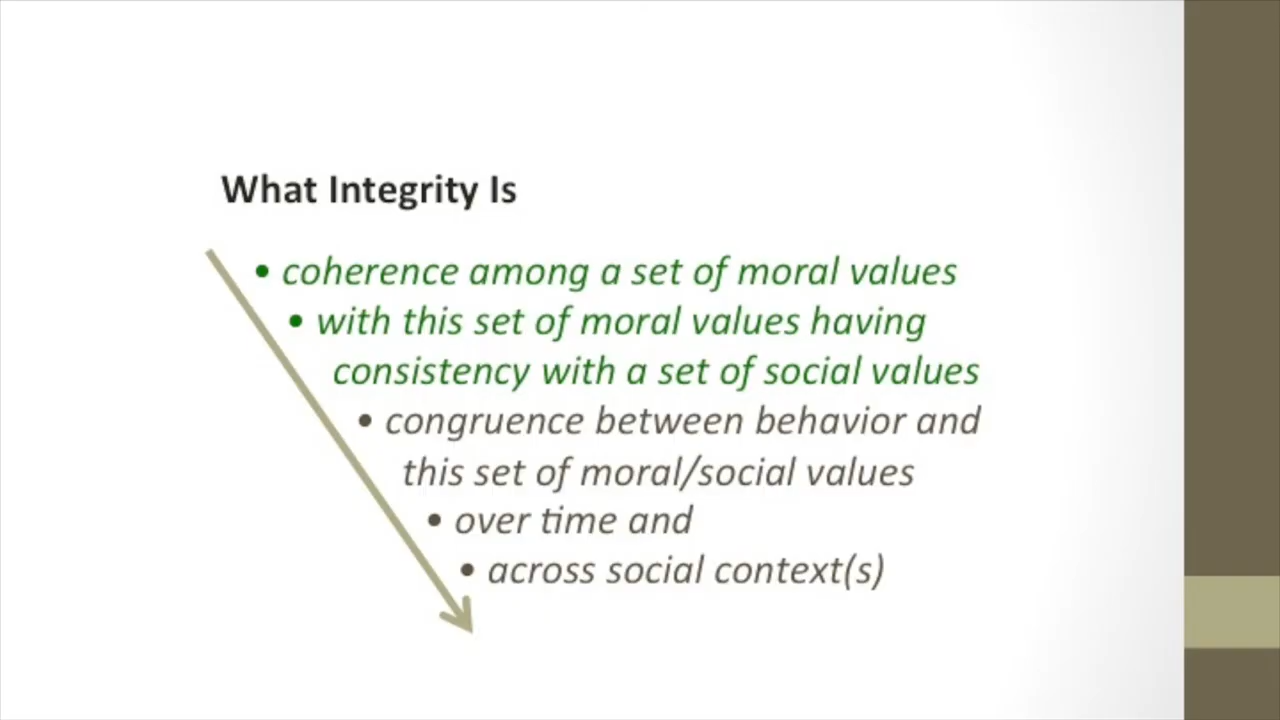 What Integrity Is
• coherence among a set of moral values
• with this set of moral values having
consistency with a set of social values
• congruence between behavior and
this set of moral/social values
• over time and
• across social context(s)